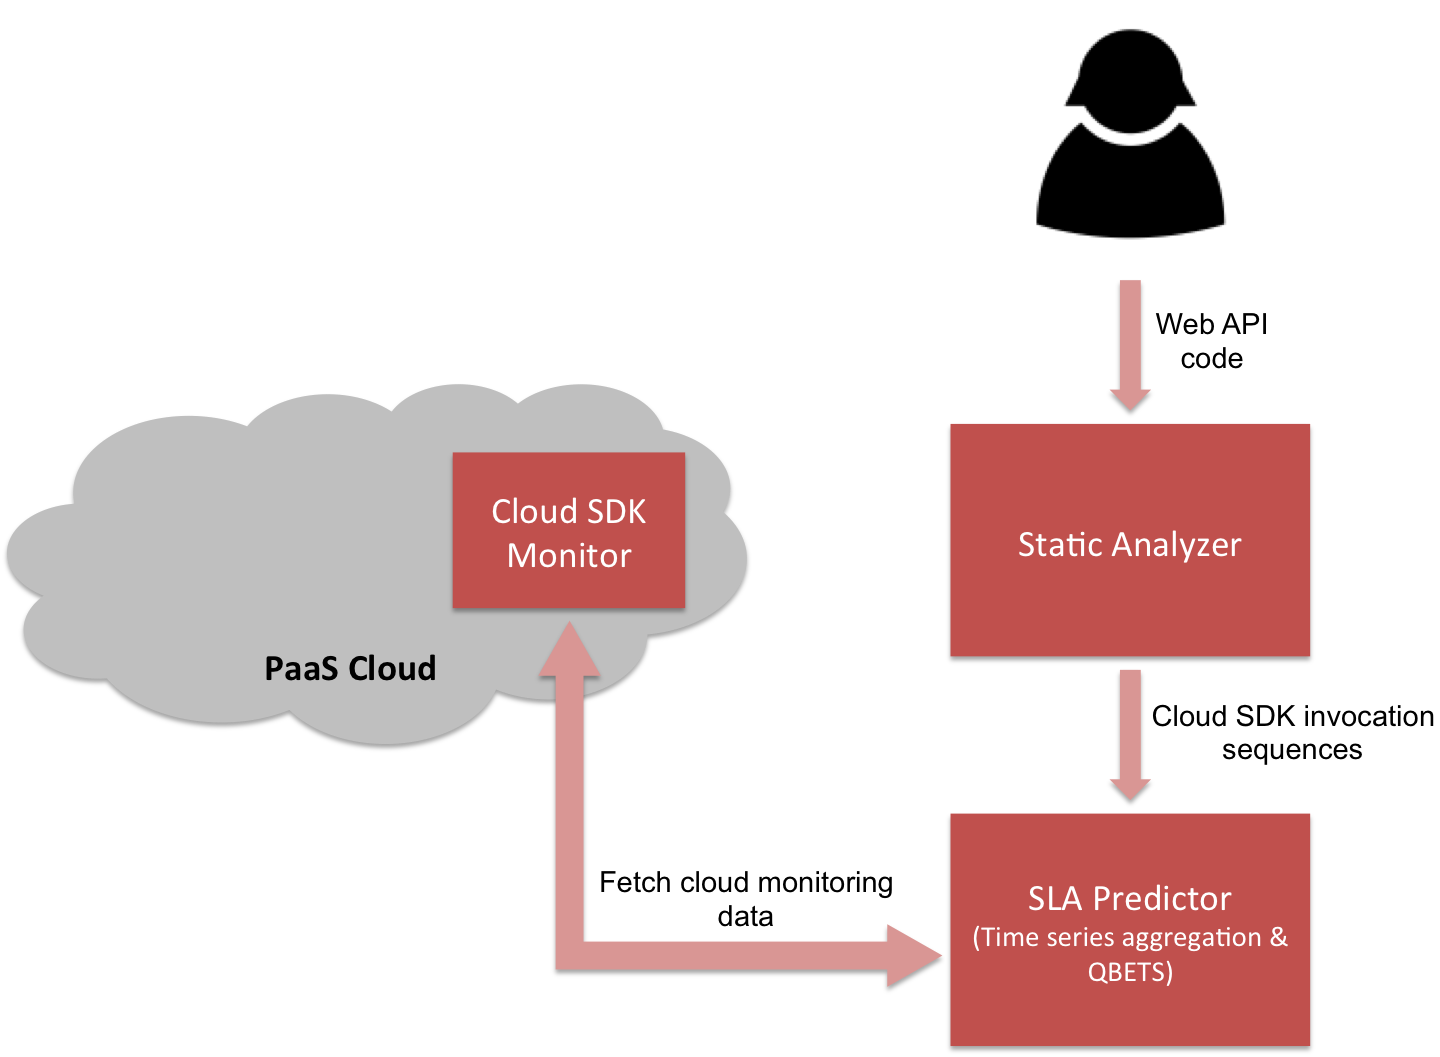 Web API
code
Cloud SDK
Monitor
Static Analyzer
PaaS Cloud
Cloud SDK invocation
sequences
Fetch cloud monitoring
data
SLA Predictor
(Time series aggregation &
QBETS)